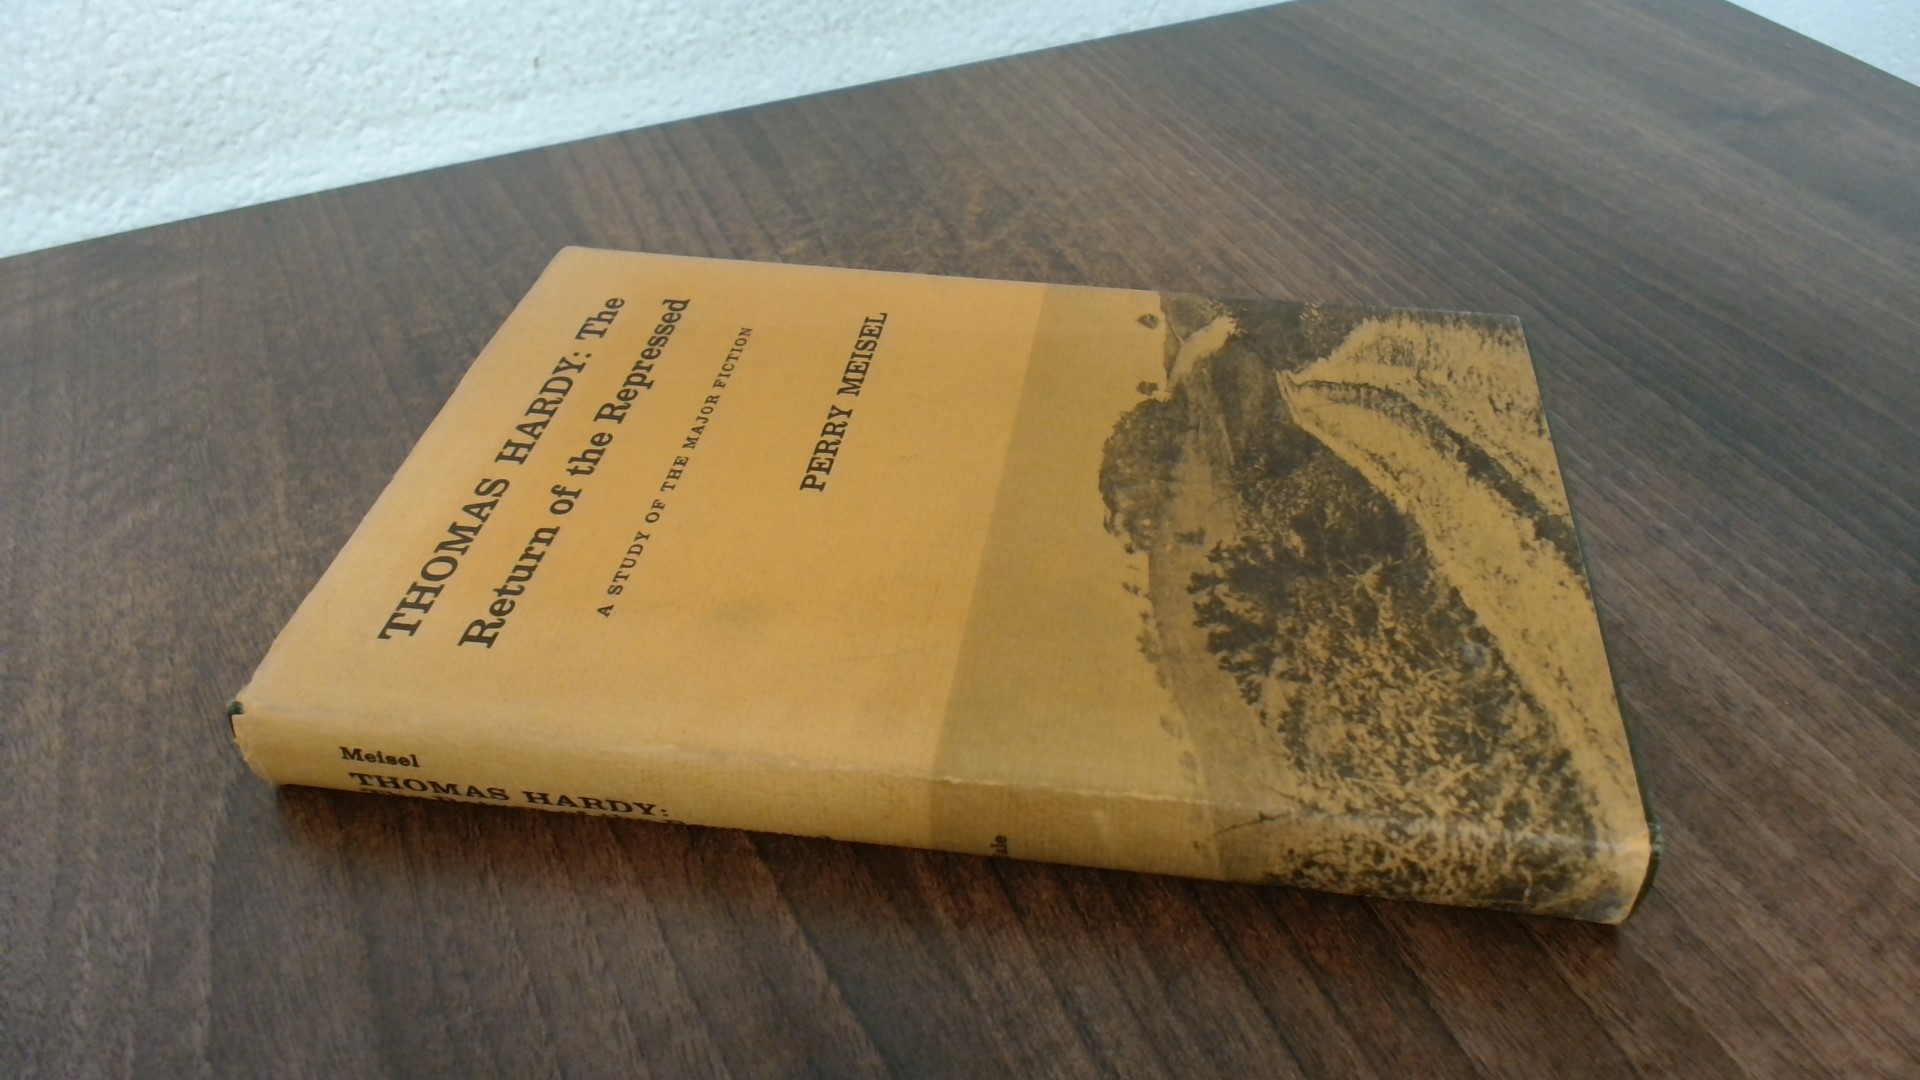 THOMAS HARDY: The
Return of the Repressed
A STUDY OF THE MAJOR FICTION
PERRY MEISEL
Meisel
THOMAS HARDY: